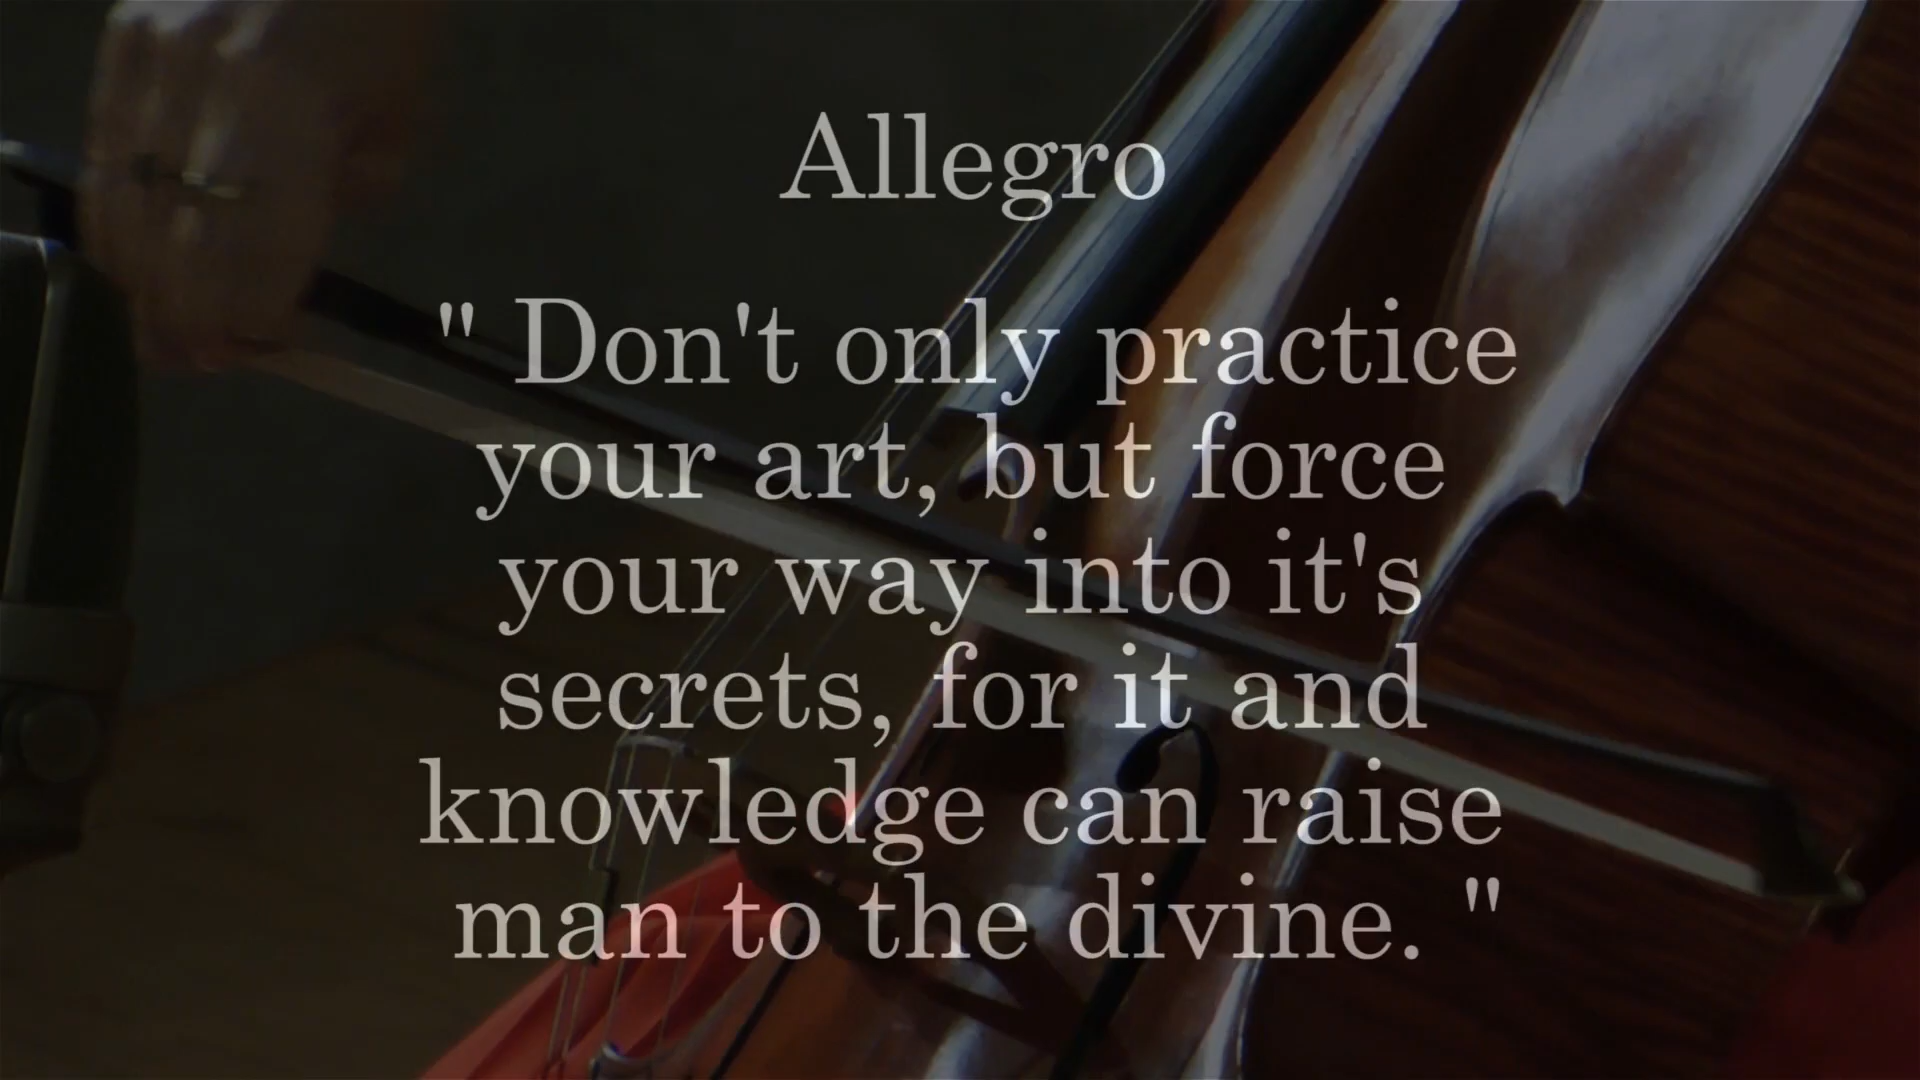 Allegro
" Don't only practice
your art, but force
your way into it's
secrets, for it and
knowledge can raise
man to the divine. "